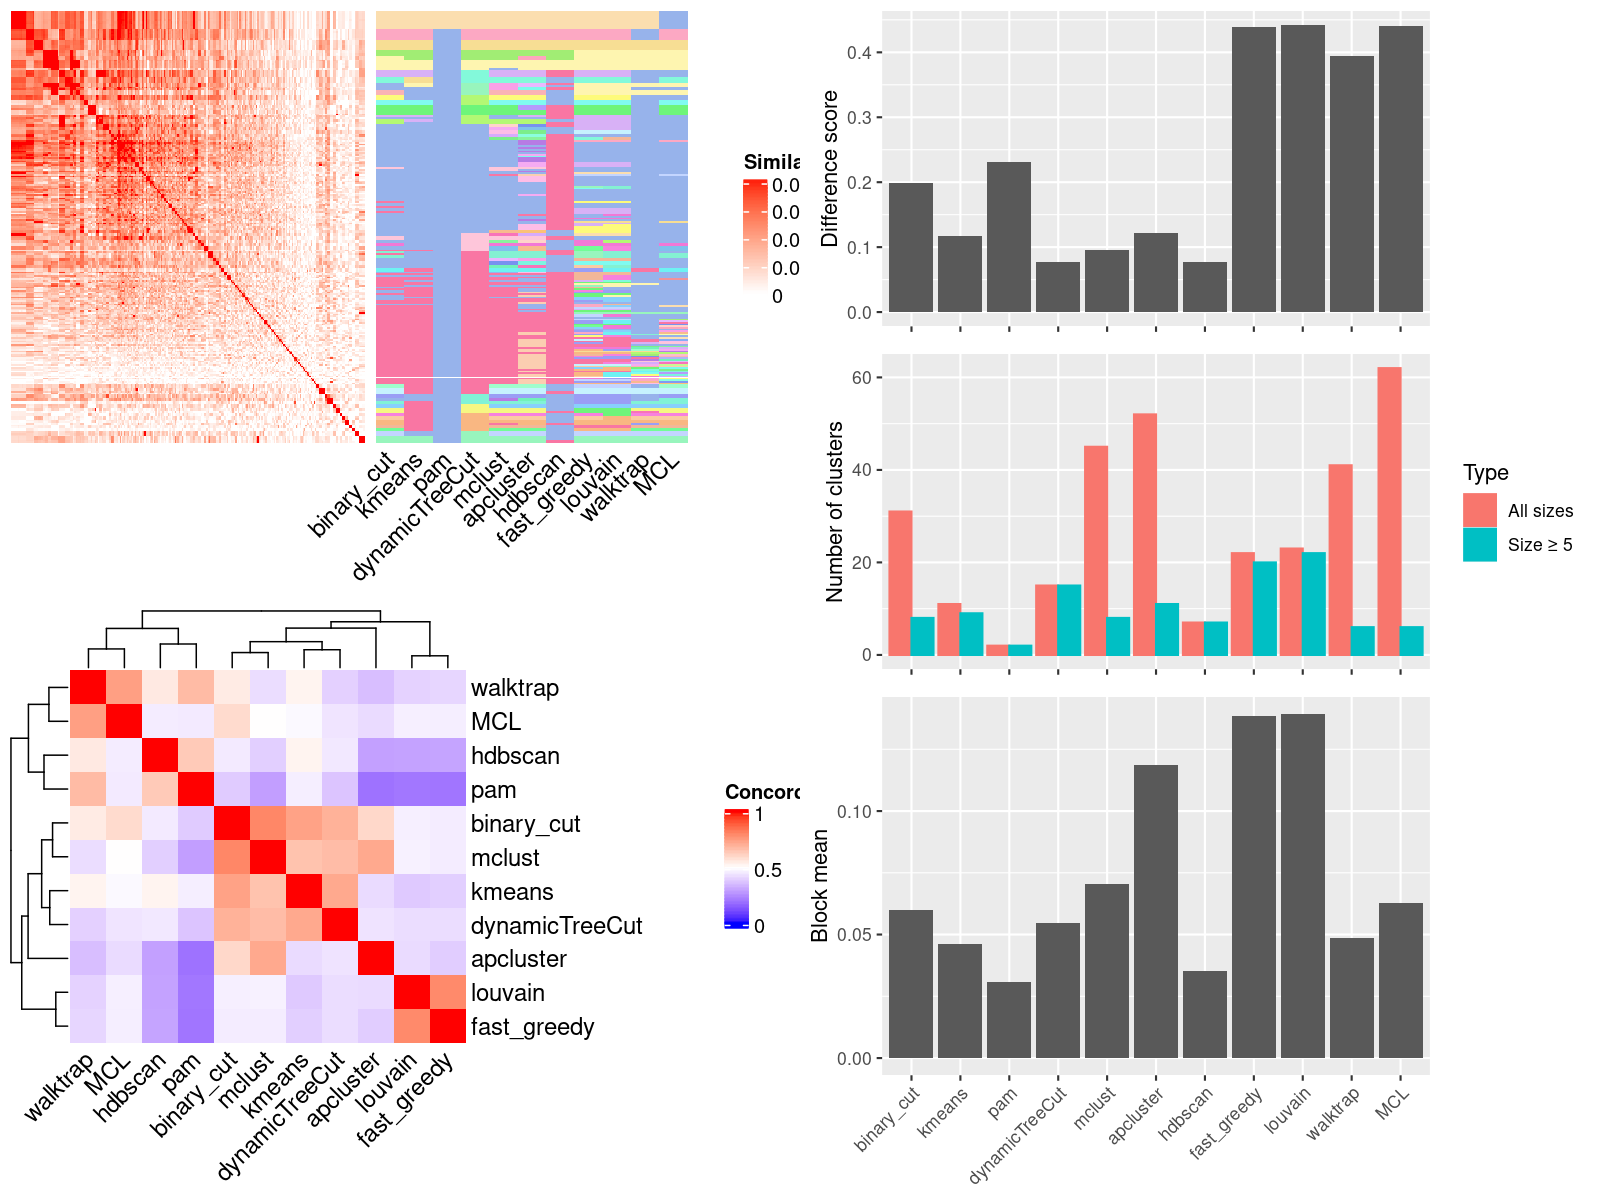 Simila
0.0
0.0
0.0
0.0
0
binary_cut
kmeans
pam
dynamicTreeCut
mclust
apcluster
hdbscan
fast_greedy
louvain
walktrap
MCL
walktrap
MCL
hdbscan
pam
binary_cut
mclust
kmeans
dynamicTreeCut
apcluster
louvain
fast_greedy
walktrap
MCL
hdbscan
pam
binary_cut
mclust
kmeans
dynamicTreeCut
apcluster
louvain
fast_greedy
Concord
1
0.5
0
Difference score
0.4
0.3
0.2
0.1
0.0
Number of clusters
60
40
20
0
Type
All sizes
Size ≥ 5
Block mean
0.10
0.05
0.00
binary_cut
kmeans
pam
dynamicTreeCut
mclust
apcluster
hdbscan
fast_greedy
louvain
walktrap
MCL